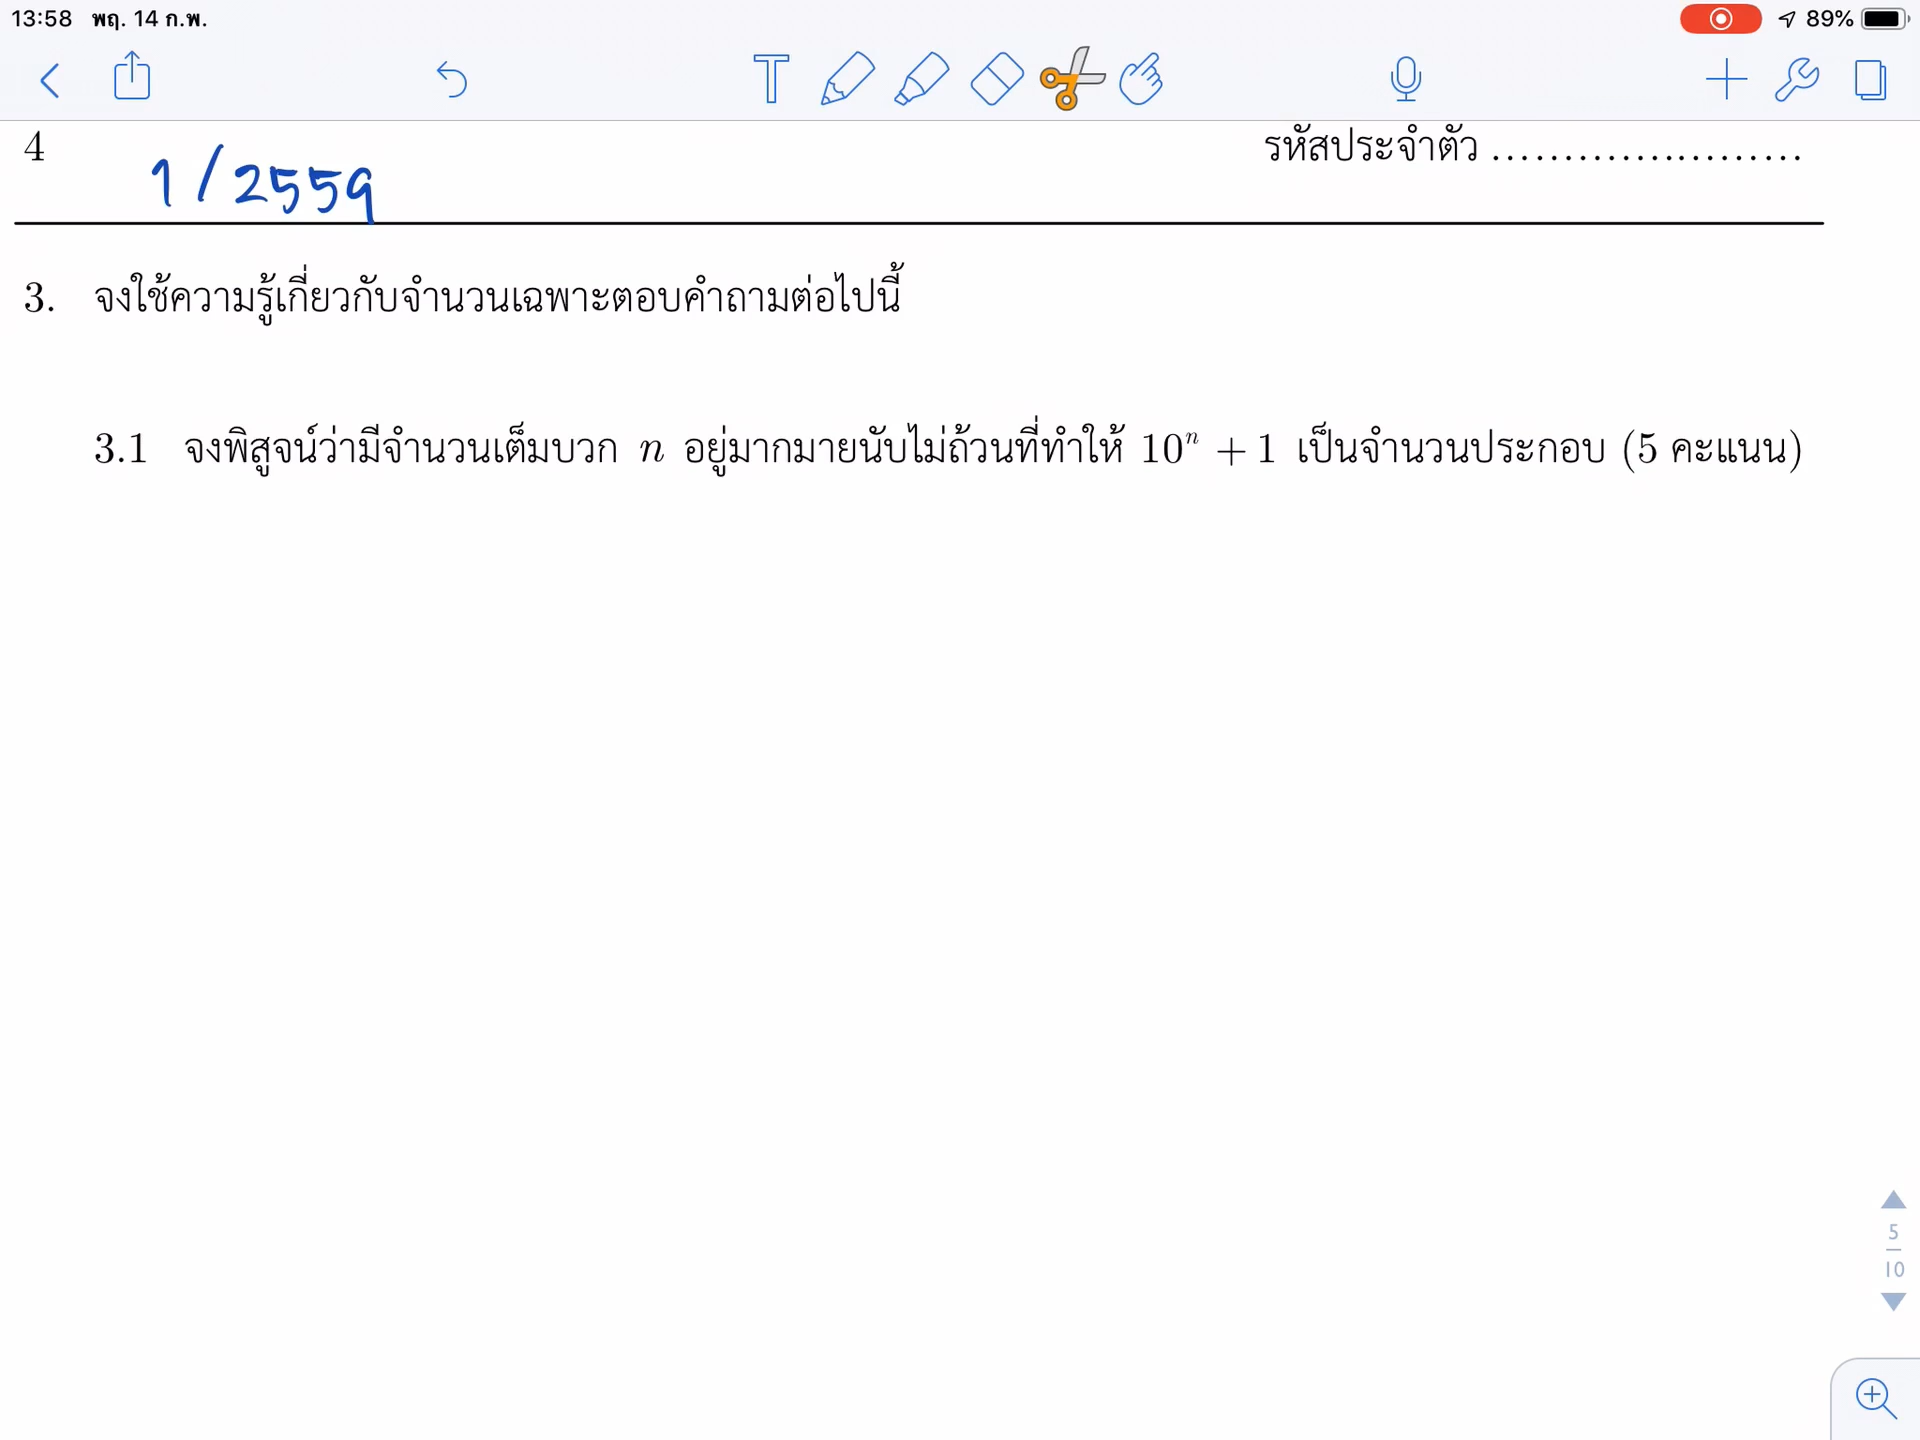 13:58 พฤ. 14 ก.พ. 89%
4 รหัสประจำตัว ......................
1/2559
3. จงใช้ความรู้เกี่ยวกับจำนวนเฉพาะตอบคำถามต่อไปนี้
3.1 จงพิสูจน์ว่ามีจำนวนเต็มบวก n อยู่มากมายนับไม่ถ้วนที่ทำให้ 10ⁿ + 1 เป็นจำนวนประกอบ (5 คะแนน)
5
10